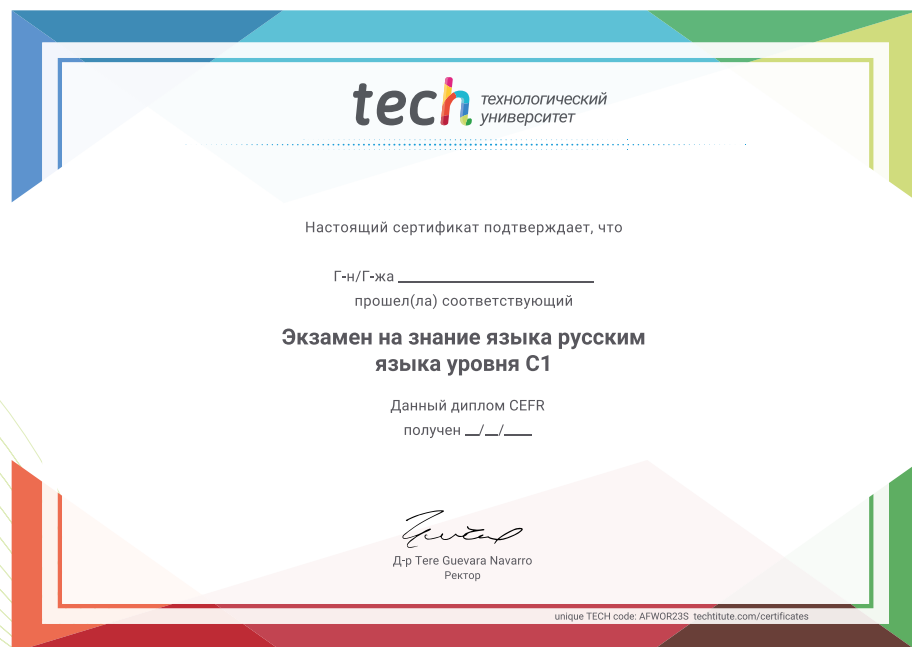 tech технологический
университет
Настоящий сертификат подтверждает, что
Г-н/Г-жа
прошел(ла) соответствующий
Экзамен на знание языка русским
языка уровня C1
Данный диплом CEFR
получен __/__/____
Д-р Tere Guevara Navarro
Ректор
unique TECH code: AFWOR23S techtitute.com/certificates